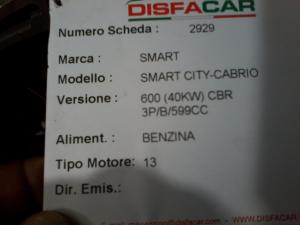 DISFACAR
Numero Scheda : 2929
Marca : SMART
Modello : SMART CITY-CABRIO
Versione : 600 (40KW) CBR
3P/B/599CC
Aliment. : BENZINA
Tipo Motore: 13
Dir. Emis.:
WWW.DISFACAR